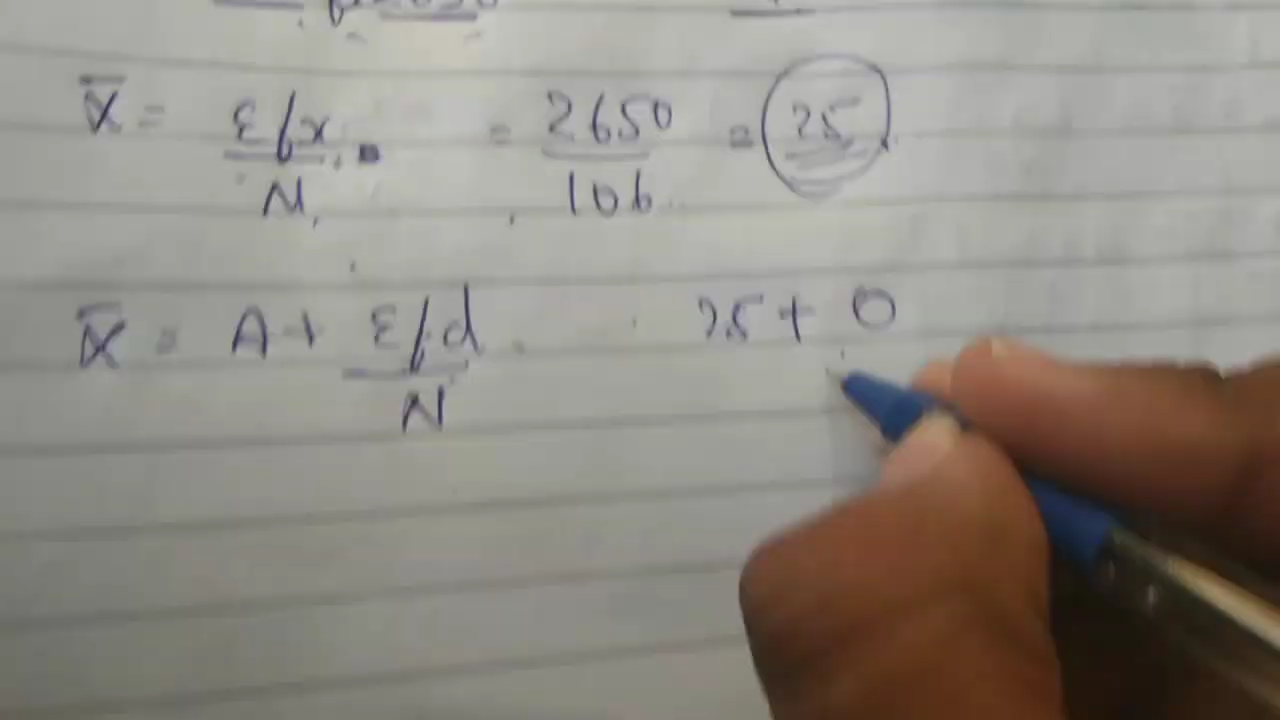 x̄ = Σfx / N = 2650 / 106 = 25
x̄ = A + Σfd / N 25 + 0